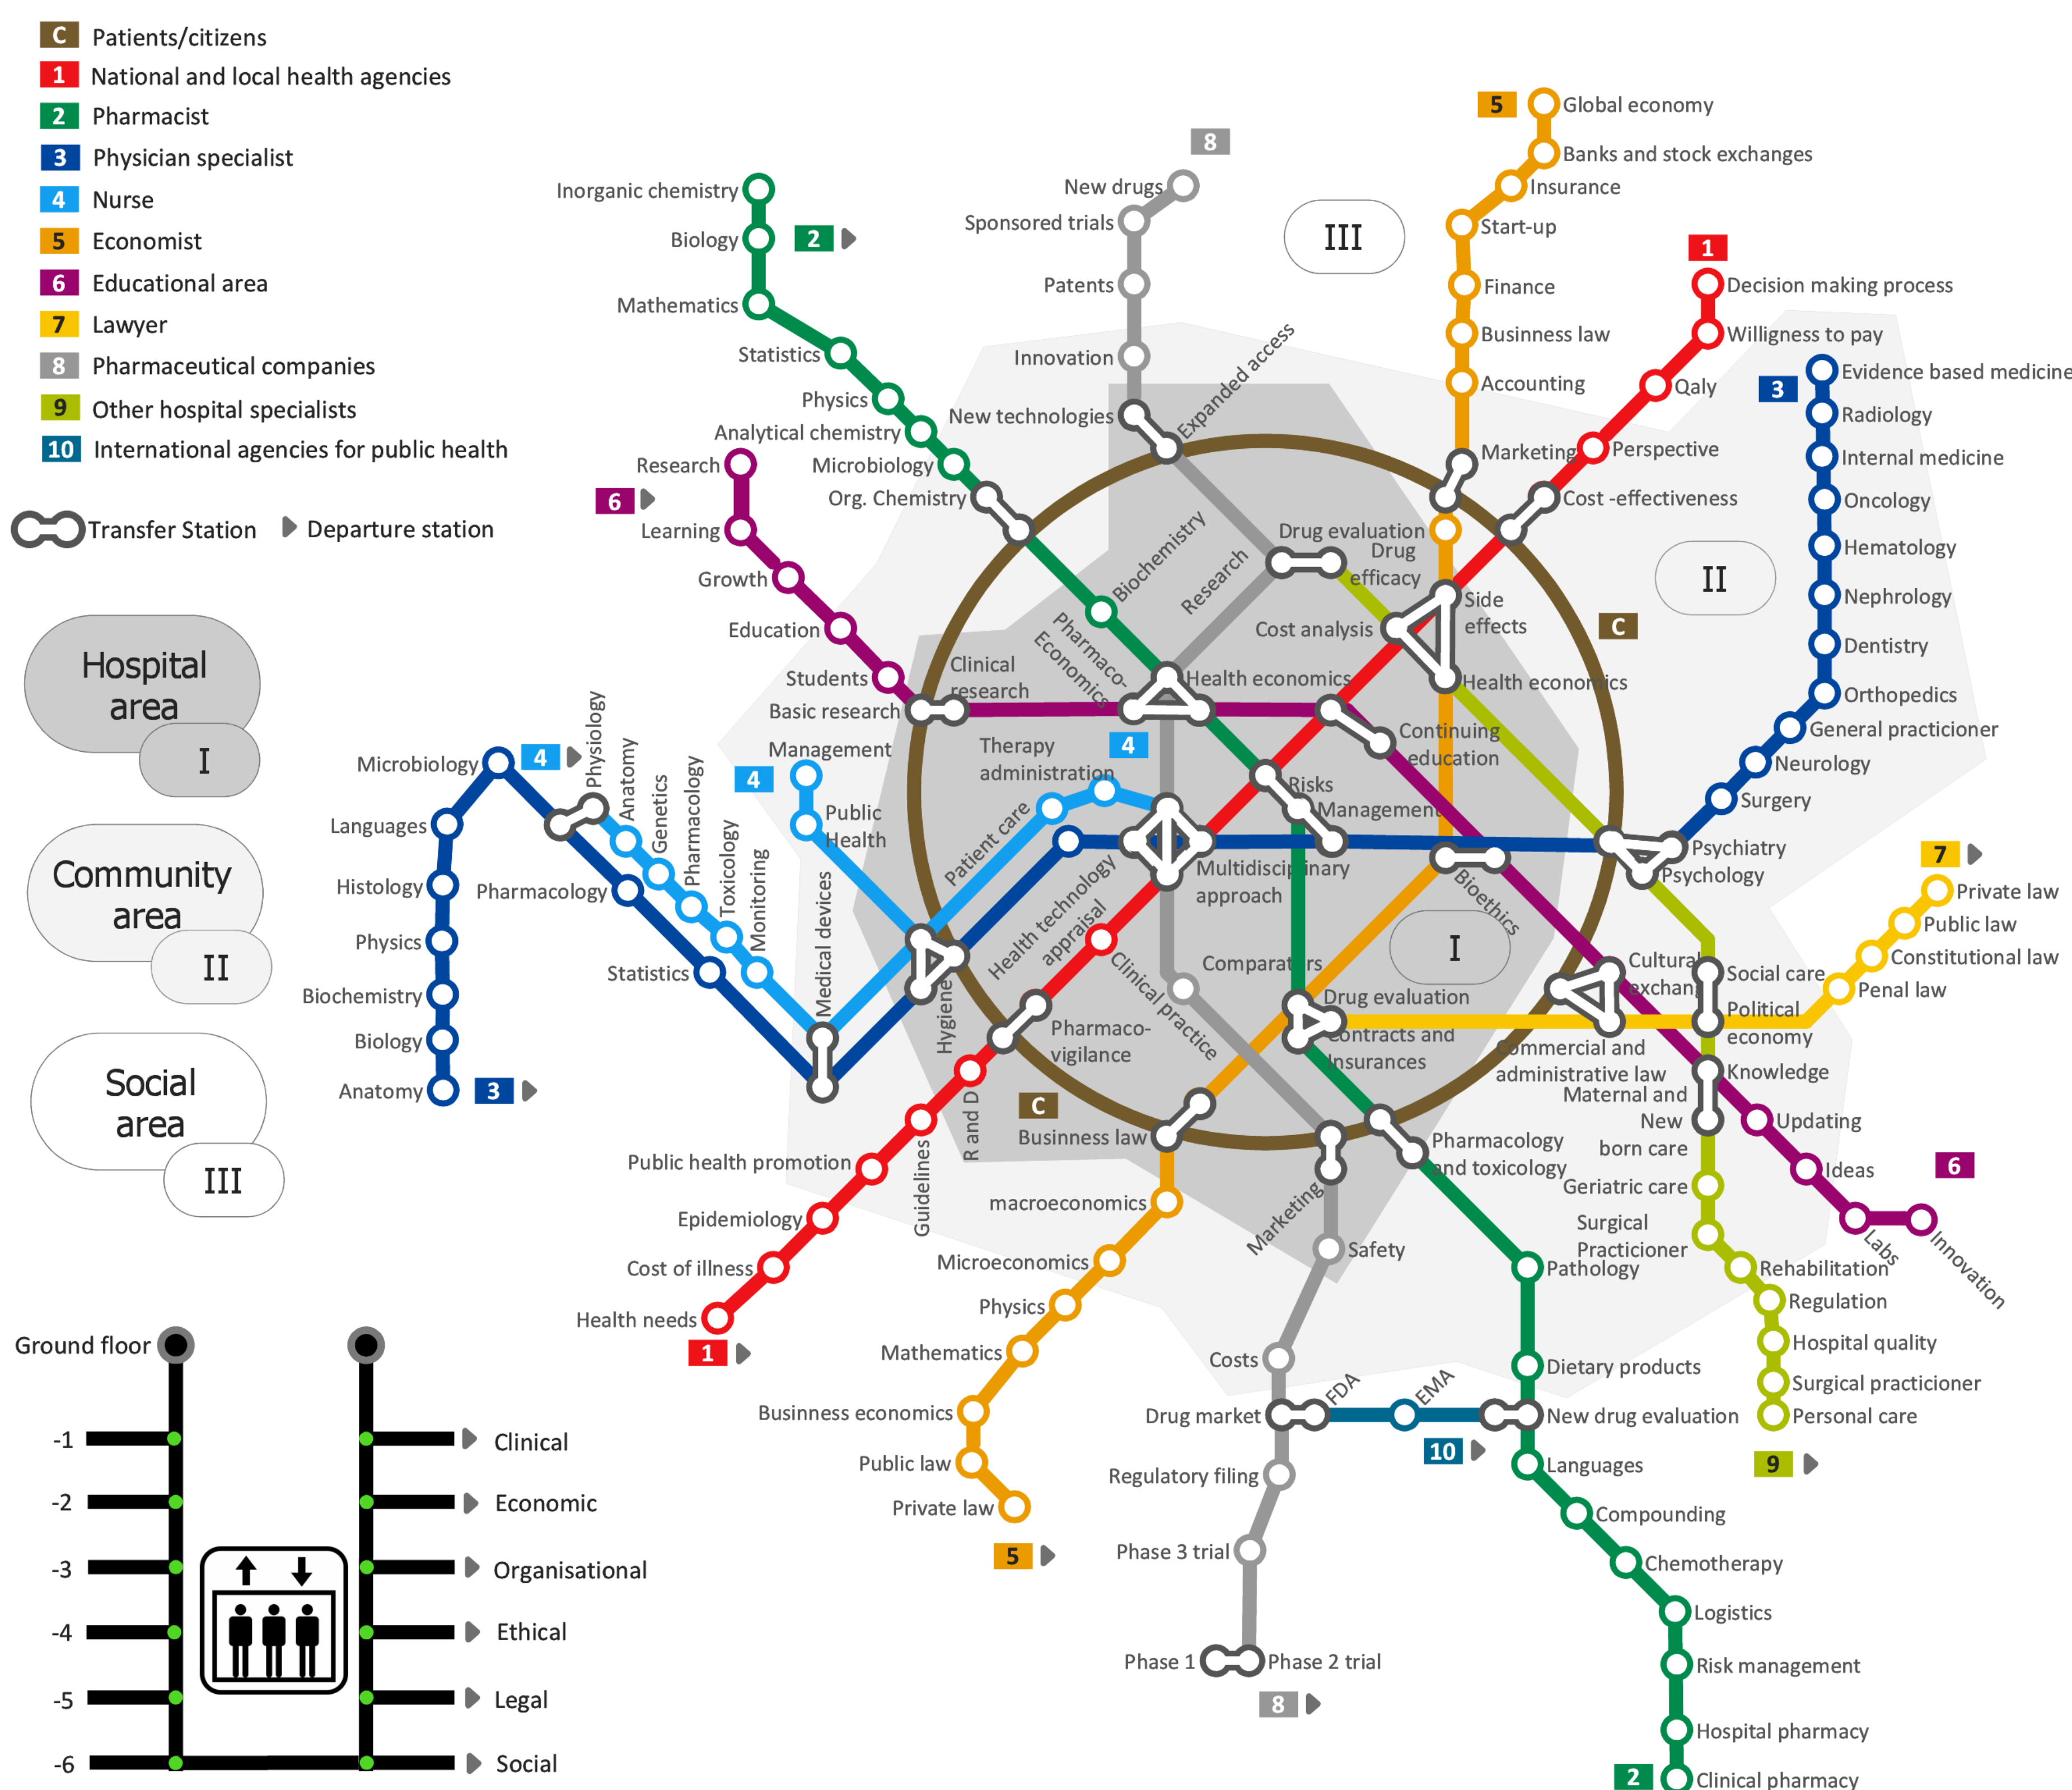 C Patients/citizens
1 National and local health agencies
2 Pharmacist
3 Physician specialist
4 Nurse
5 Economist
6 Educational area
7 Lawyer
8 Pharmaceutical companies
9 Other hospital specialists
10 International agencies for public health
Transfer Station
Departure station
Hospital
area
I
Community
area
II
Social
area
III
Ground floor
-1
-2
-3
-4
-5
-6
Clinical
Economic
Organisational
Ethical
Legal
Social
Inorganic chemistry
Biology
2
Mathematics
Statistics
Physics
Analytical chemistry
Microbiology
Org. Chemistry
Biochemistry
Research
6
Learning
Growth
Education
Students
Basic research
Clinical
research
Pharmaco-
Economics
Health economics
8
New drugs
Sponsored trials
Patents
Innovation
New technologies
Expanded access
Research
III
5
Global economy
Banks and stock exchanges
Insurance
Start-up
Finance
Businness law
Accounting
Marketing
Drug evaluation
Drug
efficacy
Cost analysis
Side
effects
Health economics
1
Decision making process
Willigness to pay
Qaly
Perspective
Cost -effectiveness
II
C
3
Evidence based medicine
Radiology
Internal medicine
Oncology
Hematology
Nephrology
Dentistry
Orthopedics
General practicioner
Neurology
Surgery
Psychiatry
Psychology
7
Private law
Public law
Constitutional law
Penal law
Microbiology
4
Languages
Histology
Physics
Biochemistry
Biology
Anatomy
3
Physiology
Anatomy
Genetics
Pharmacology
Toxicology
Monitoring
Medical devices
Pharmacology
Statistics
Management
4
Public
Health
Hygiene
Therapy
administration
4
Patient care
Continuing
education
Risks
Management
Multidisciplinary
approach
Bioethics
I
Health technology
appraisal
Clinical practice
Comparators
Drug evaluation
Contracts and
Insurances
Pharmaco-
vigilance
R and D
Guidelines
Public health promotion
Epidemiology
Cost of illness
Health needs
1
C
Businness law
macroeconomics
Microeconomics
Physics
Mathematics
Businness economics
Public law
Private law
5
Marketing
Safety
Costs
Drug market
FDA
EMA
10
Regulatory filing
Phase 3 trial
Phase 1
Phase 2 trial
8
Pharmacology
and toxicology
Pathology
Dietary products
New drug evaluation
Languages
Compounding
Chemotherapy
Logistics
Risk management
Hospital pharmacy
2
Clinical pharmacy
Cultural
exchang
Social care
Political
economy
Commercial and
administrative law
Knowledge
Maternal and
New
born care
Updating
Ideas
6
Labs
Innovation
Geriatric care
Surgical
Practicioner
Rehabilitation
Regulation
Hospital quality
Surgical practicioner
Personal care
9